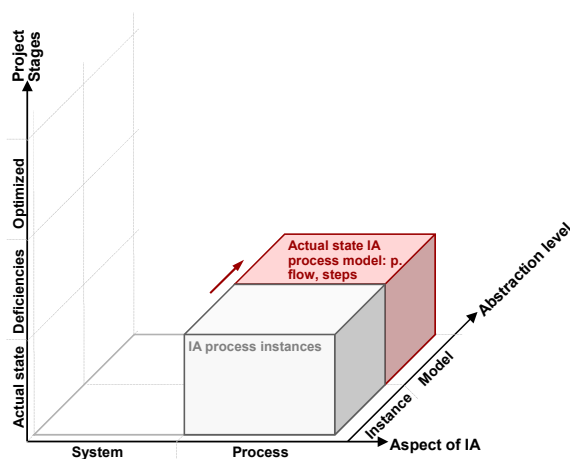 Project
Stages
Optimized
Deficiencies
Actual state
Actual state IA
process model: p.
flow, steps
IA process instances
Abstraction level
Model
Instance
Aspect of IA
System
Process